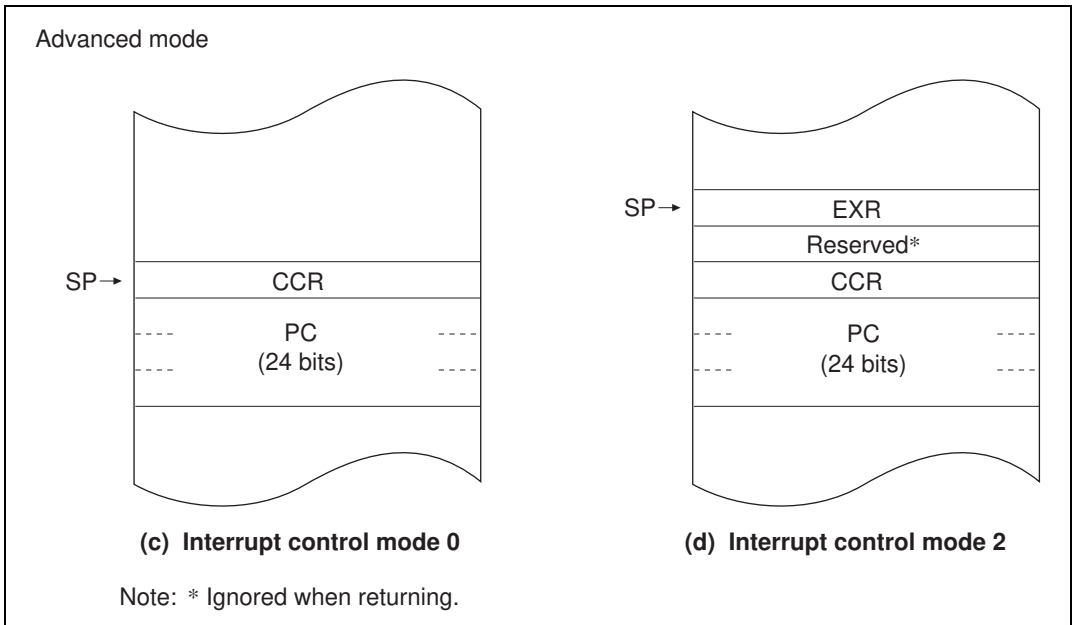 Advanced mode
SP
CCR
PC
(24 bits)
(c) Interrupt control mode 0
SP
EXR
Reserved*
CCR
PC
(24 bits)
(d) Interrupt control mode 2
Note: * Ignored when returning.